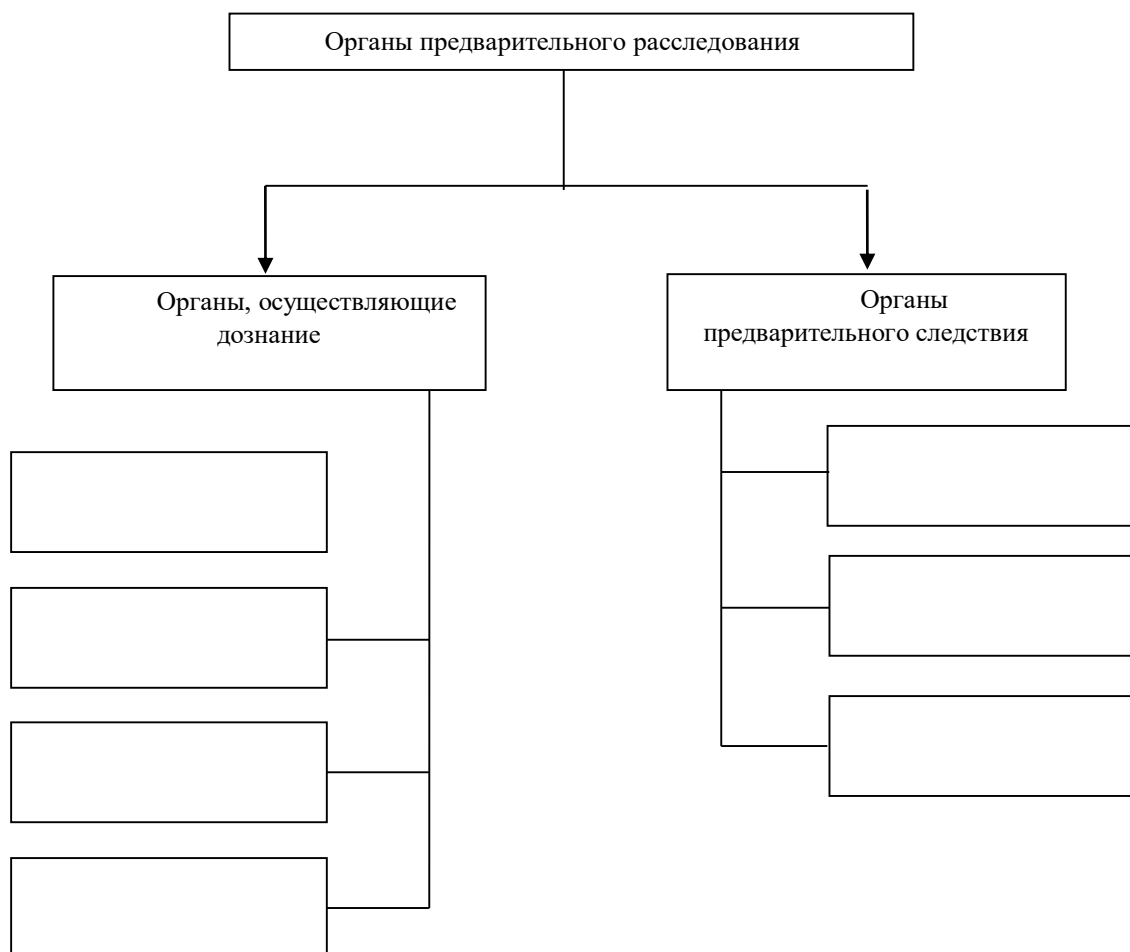 Органы предварительного расследования
Органы, осуществляющие
дознание
Органы
предварительного следствия